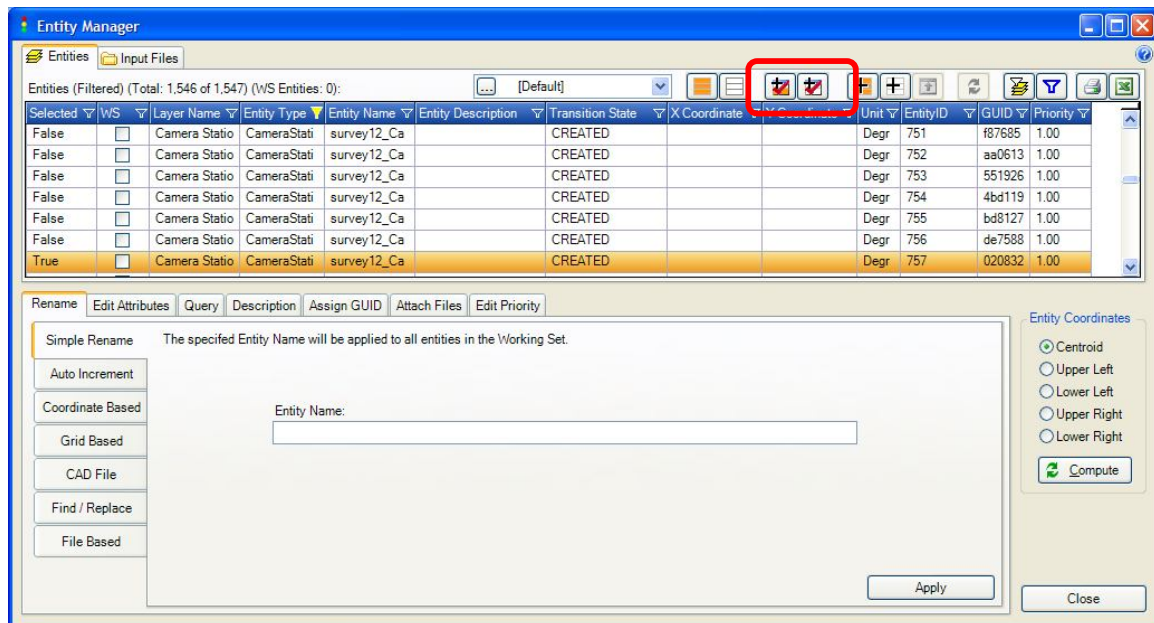 Entity Manager
Entities Input Files
Entities (Filtered) (Total: 1,546 of 1,547) (WS Entities: 0): ... [Default]
Selected WS Layer Name Entity Type Entity Name Entity Description Transition State X Coordinate Y Coordinate Unit EntityID GUID Priority
False Camera Statio CameraStati survey12_Ca CREATED Degr 751 f87685 1.00
False Camera Statio CameraStati survey12_Ca CREATED Degr 752 aa0613 1.00
False Camera Statio CameraStati survey12_Ca CREATED Degr 753 551926 1.00
False Camera Statio CameraStati survey12_Ca CREATED Degr 754 4bd119 1.00
False Camera Statio CameraStati survey12_Ca CREATED Degr 755 bd8127 1.00
False Camera Statio CameraStati survey12_Ca CREATED Degr 756 de7588 1.00
True Camera Statio CameraStati survey12_Ca CREATED Degr 757 020832 1.00
Rename Edit Attributes Query Description Assign GUID Attach Files Edit Priority
Simple Rename
Auto Increment
Coordinate Based
Grid Based
CAD File
Find / Replace
File Based
The specifed Entity Name will be applied to all entities in the Working Set.
Entity Name:
Apply
Entity Coordinates
Centroid
Upper Left
Lower Left
Upper Right
Lower Right
Compute
Close